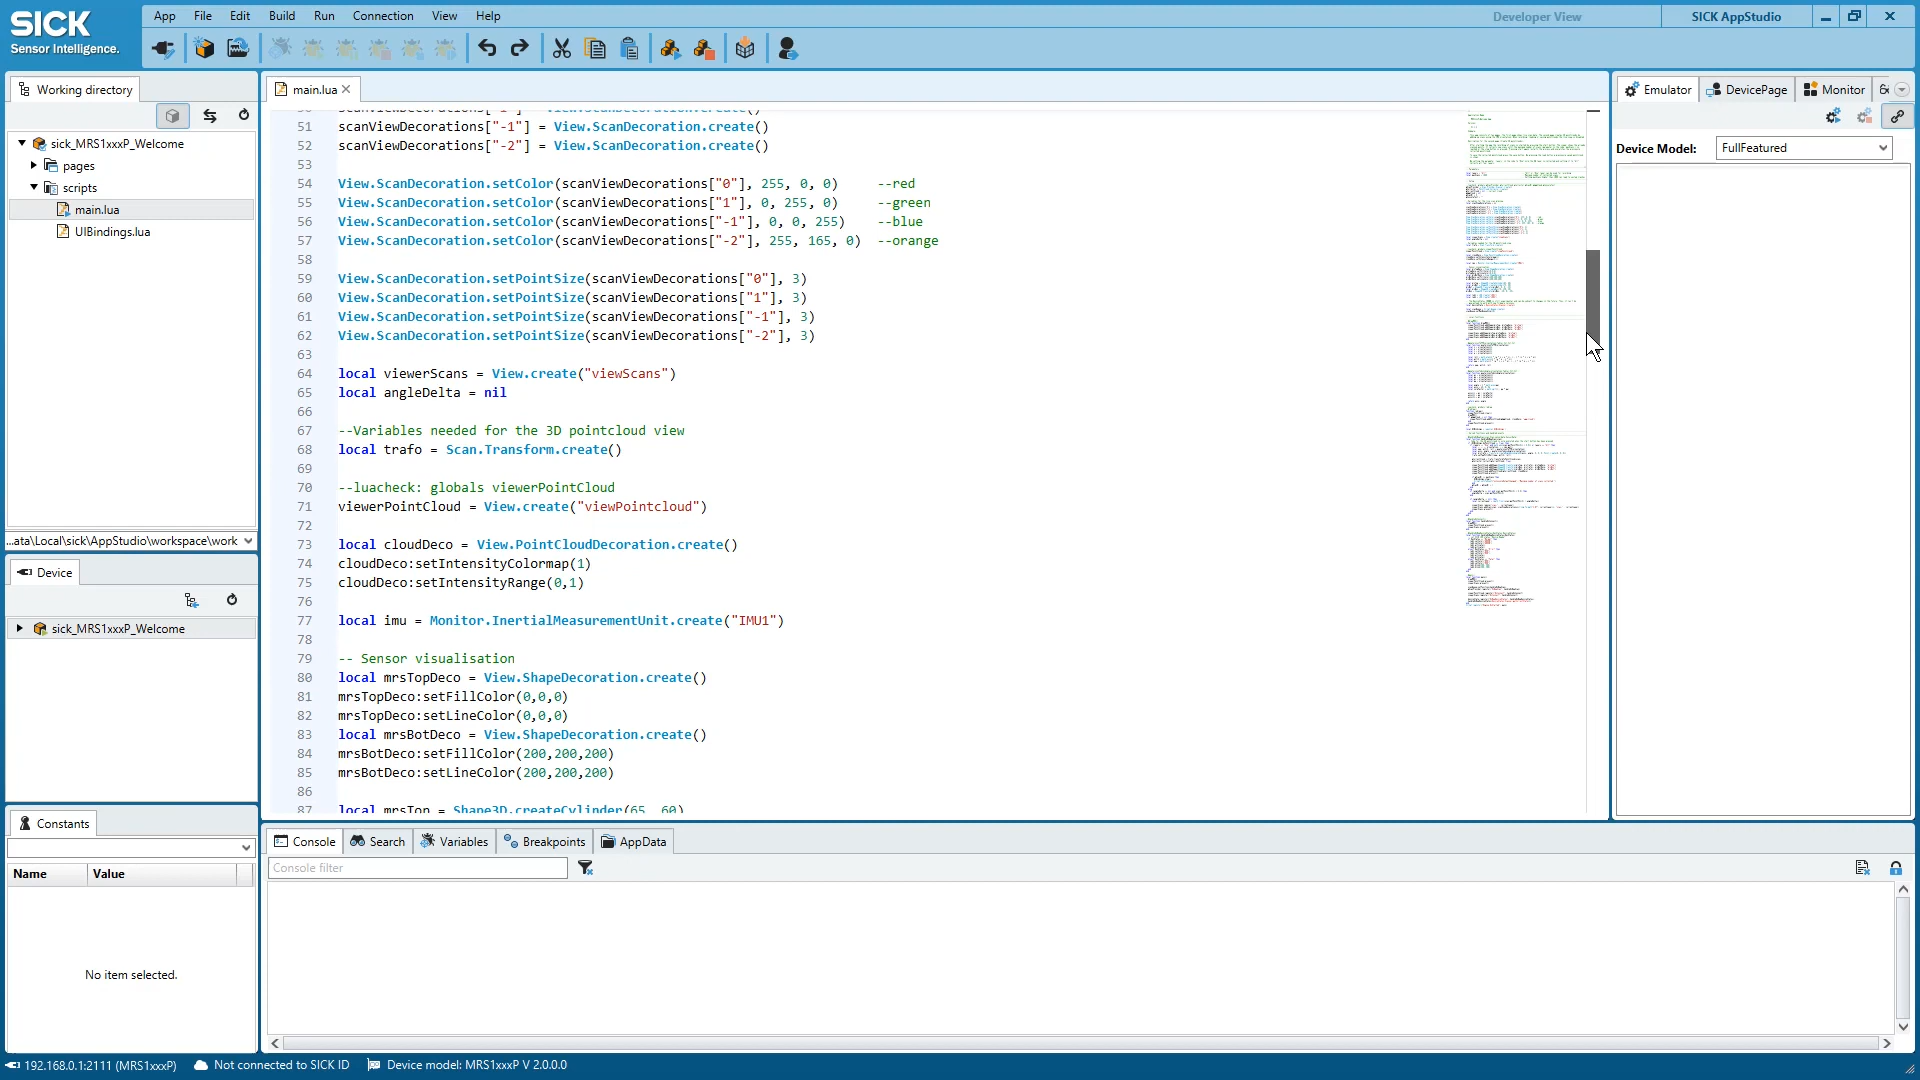 SICK
Sensor Intelligence.
App File Edit Build Run Connection View Help
Developer View
SICK AppStudio
Working directory
sick_MRS1xxxP_Welcome
pages
scripts
main.lua
UIBindings.lua
...ata\Local\sick\AppStudio\workspace\work
Device
sick_MRS1xxxP_Welcome
Constants
Name Value
No item selected.
main.lua
51 scanViewDecorations["-1"] = View.ScanDecoration.create()
52 scanViewDecorations["-2"] = View.ScanDecoration.create()
53
54 View.ScanDecoration.setColor(scanViewDecorations["0"], 255, 0, 0) --red
55 View.ScanDecoration.setColor(scanViewDecorations["1"], 0, 255, 0) --green
56 View.ScanDecoration.setColor(scanViewDecorations["-1"], 0, 0, 255) --blue
57 View.ScanDecoration.setColor(scanViewDecorations["-2"], 255, 165, 0) --orange
58
59 View.ScanDecoration.setPointSize(scanViewDecorations["0"], 3)
60 View.ScanDecoration.setPointSize(scanViewDecorations["1"], 3)
61 View.ScanDecoration.setPointSize(scanViewDecorations["-1"], 3)
62 View.ScanDecoration.setPointSize(scanViewDecorations["-2"], 3)
63
64 local viewerScans = View.create("viewScans")
65 local angleDelta = nil
66
67 --Variables needed for the 3D pointcloud view
68 local trafo = Scan.Transform.create()
69
70 --luacheck: globals viewerPointCloud
71 viewerPointCloud = View.create("viewPointcloud")
72
73 local cloudDeco = View.PointCloudDecoration.create()
74 cloudDeco:setIntensityColormap(1)
75 cloudDeco:setIntensityRange(0,1)
76
77 local imu = Monitor.InertialMeasurementUnit.create("IMU1")
78
79 -- Sensor visualisation
80 local mrsTopDeco = View.ShapeDecoration.create()
81 mrsTopDeco:setFillColor(0,0,0)
82 mrsTopDeco:setLineColor(0,0,0)
83 local mrsBotDeco = View.ShapeDecoration.create()
84 mrsBotDeco:setFillColor(200,200,200)
85 mrsBotDeco:setLineColor(200,200,200)
86
87 local mrsTop = Shape3D.createCylinder(65, 60)
Emulator DevicePage Monitor
Device Model: FullFeatured
Console Search Variables Breakpoints AppData
Console filter
192.168.0.1:2111 (MRS1xxxP) Not connected to SICK ID Device model: MRS1xxxP V 2.0.0.0